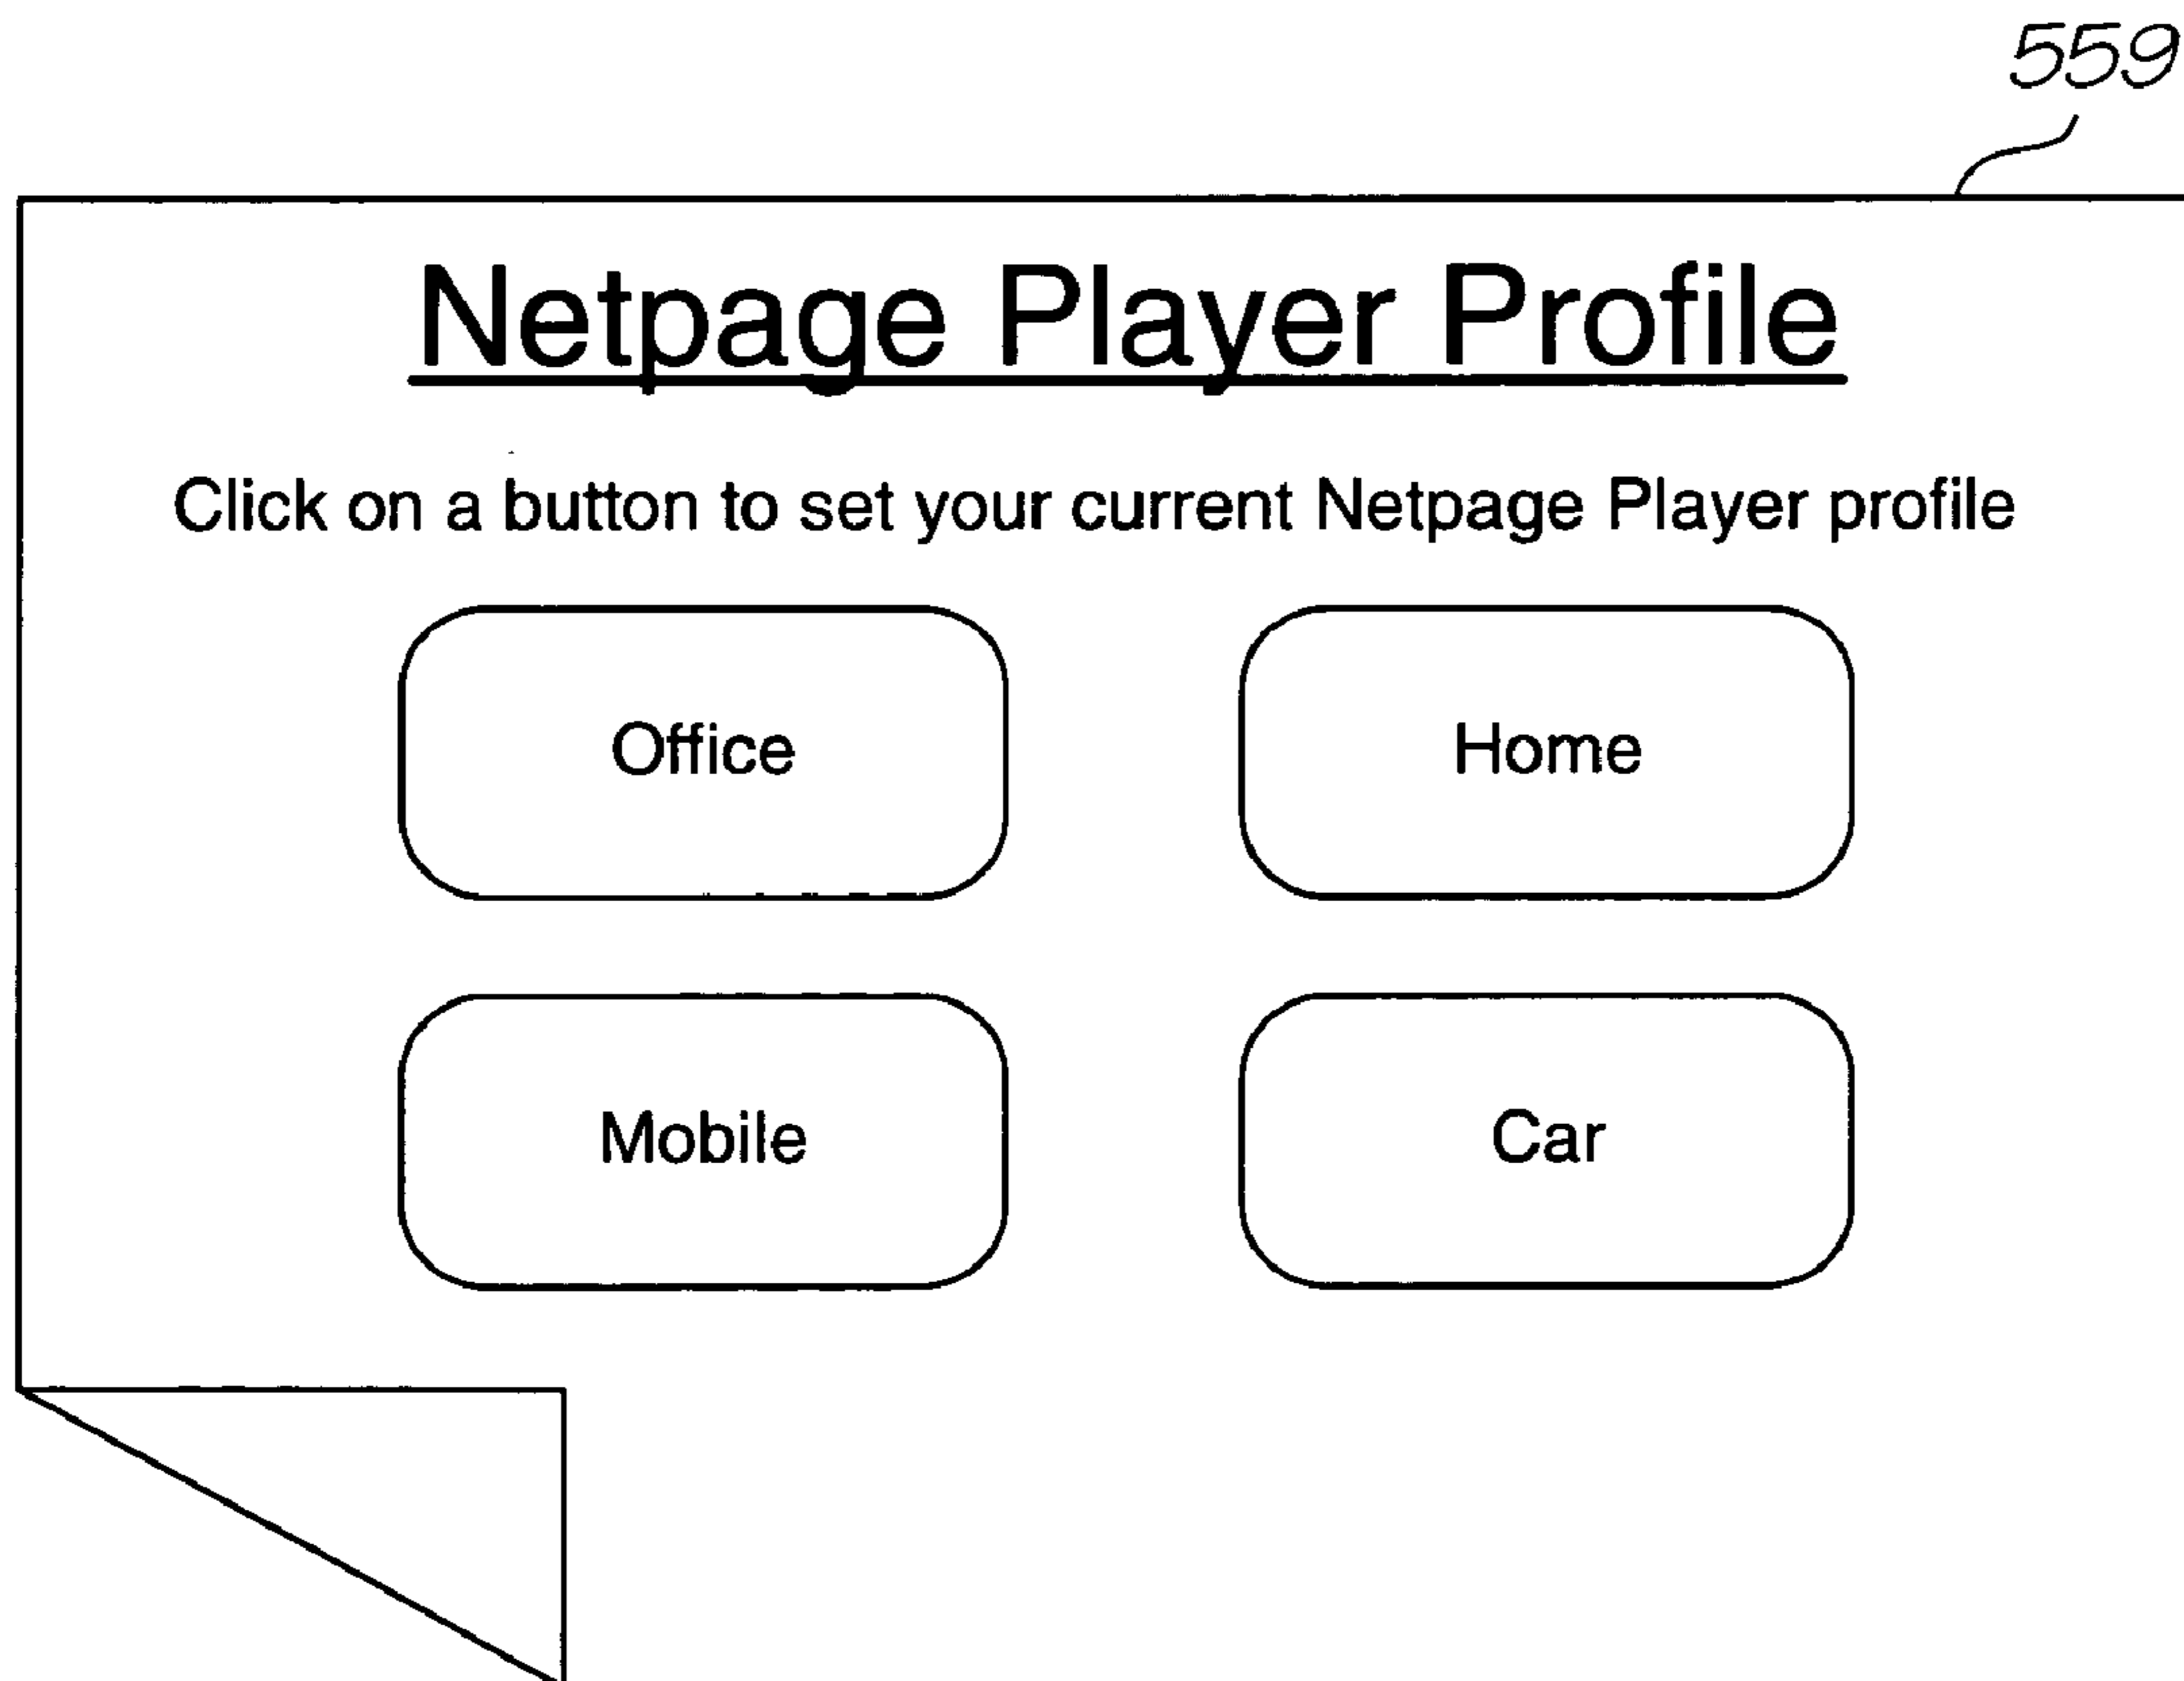 559
Netpage Player Profile
Click on a button to set your current Netpage Player profile
Office Home
Mobile Car